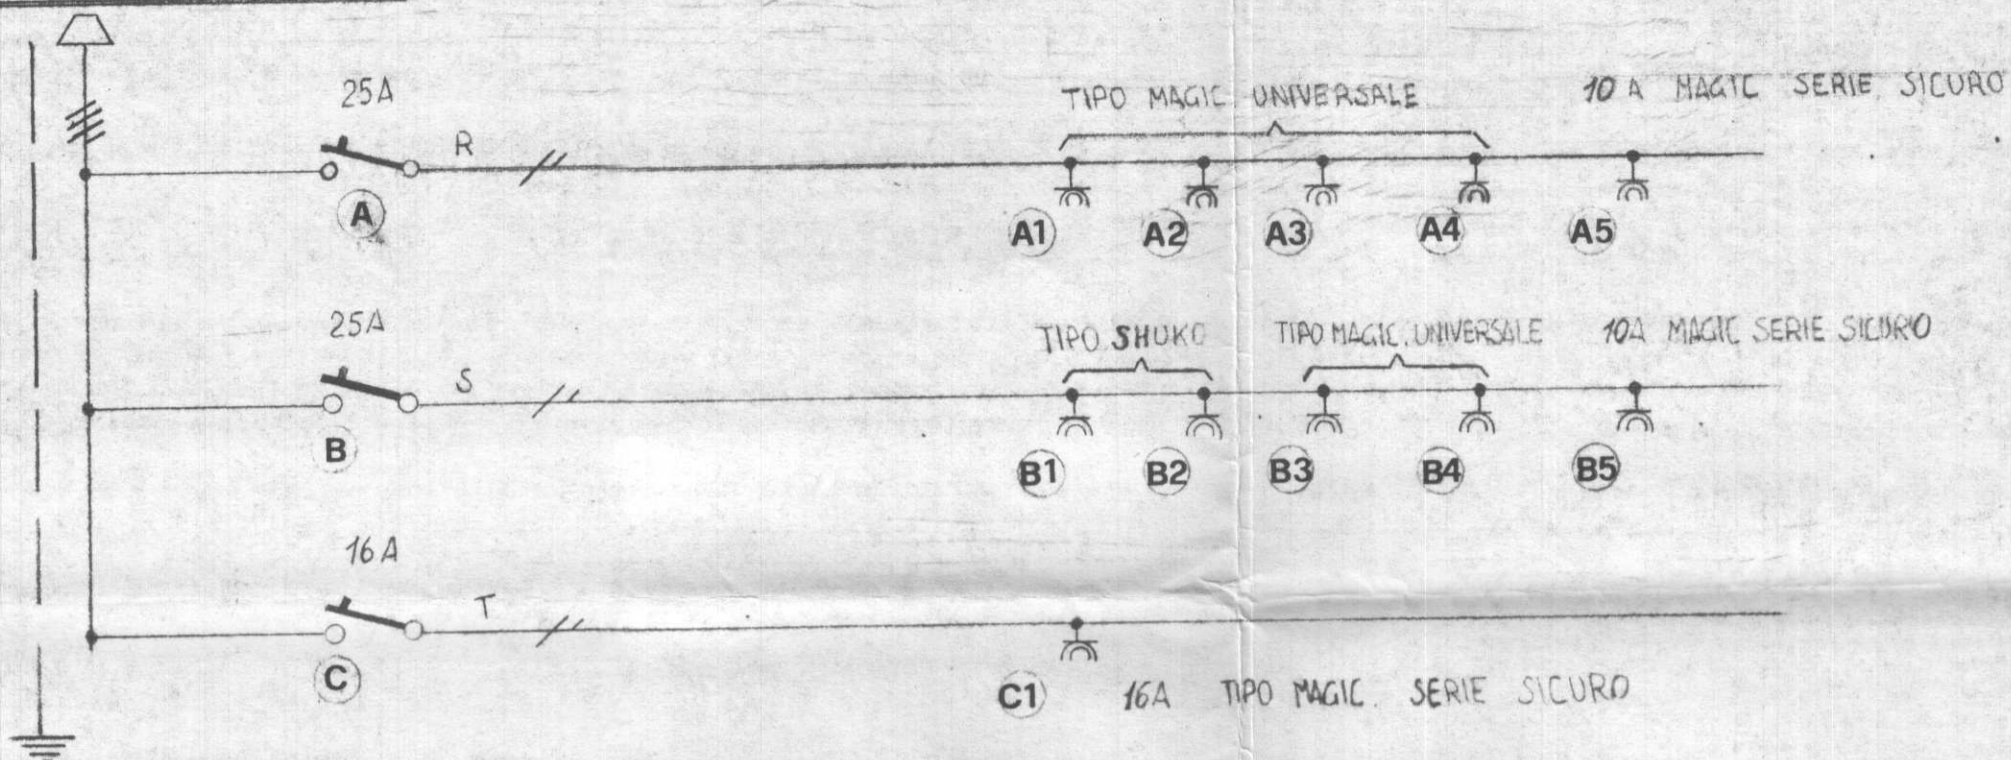 25A
TIPO MAGIC UNIVERSALE
10 A MAGIC SERIE SICURO
R
A
A1
A2
A3
A4
A5
25A
TIPO SHUKO
TIPO MAGIC. UNIVERSALE
10A MAGIC SERIE SICURO
S
B
B1
B2
B3
B4
B5
16A
T
C
C1
16A TIPO MAGIC. SERIE SICURO